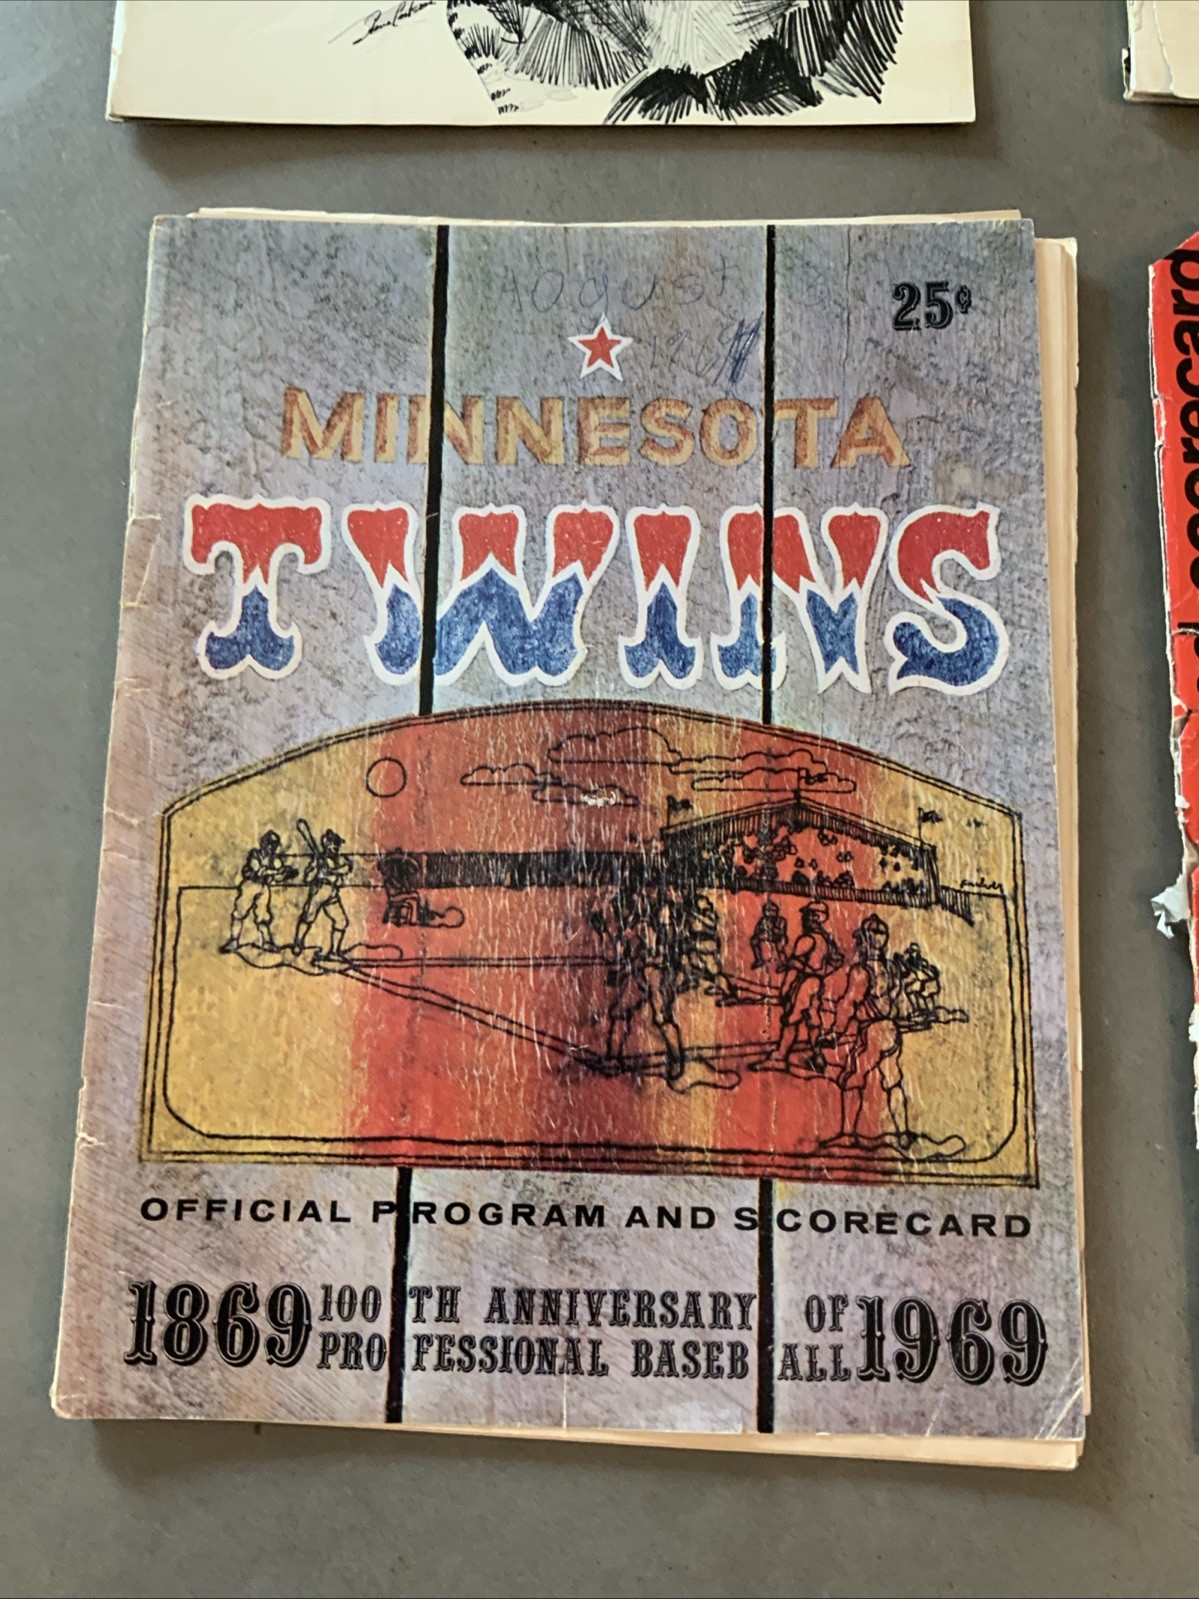 August
25¢
MINNESOTA
TWINS
OFFICIAL PROGRAM AND SCORECARD
1869 100TH ANNIVERSARY OF 1969
PROFESSIONAL BASEBALL
scorecard